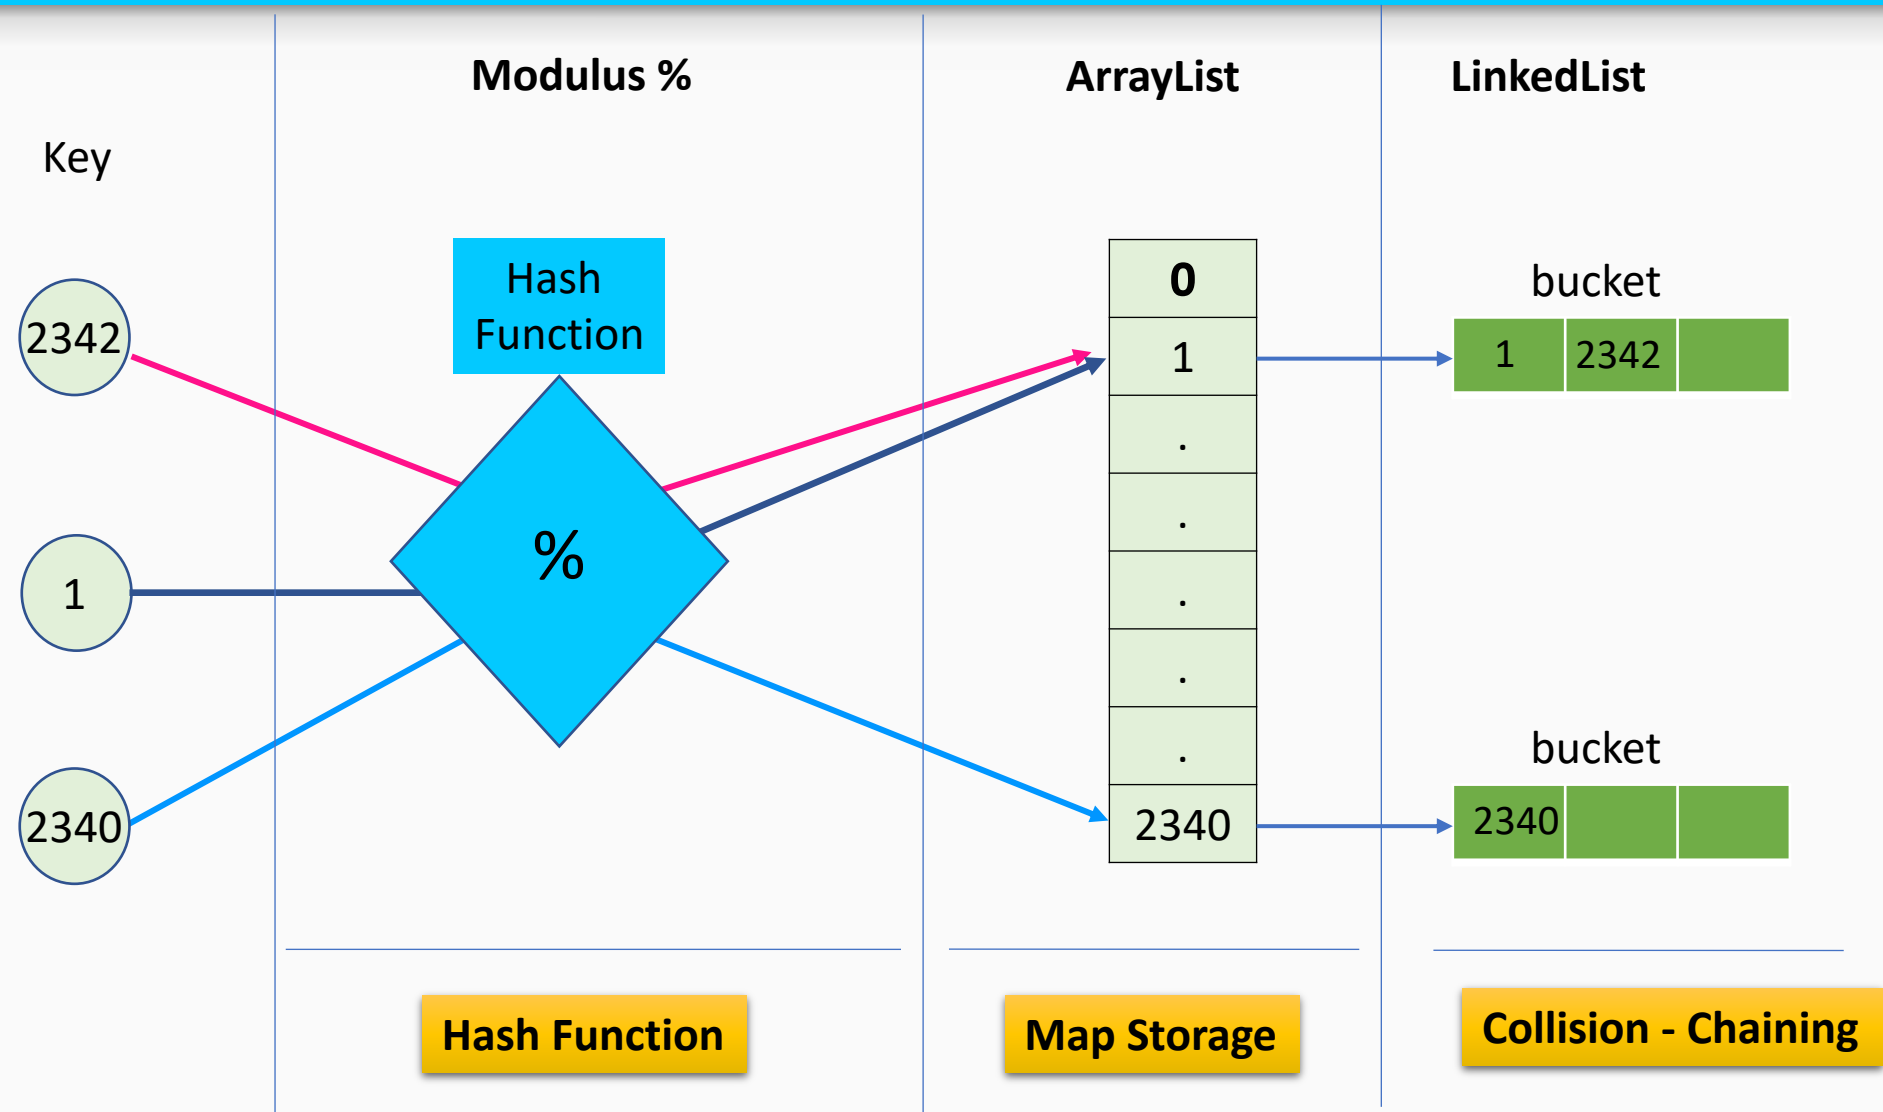 Modulus %
ArrayList
LinkedList
Key
2342
1
2340
Hash
Function
%
0
1
.
.
.
.
.
2340
bucket
1 2342
bucket
2340
Hash Function
Map Storage
Collision - Chaining